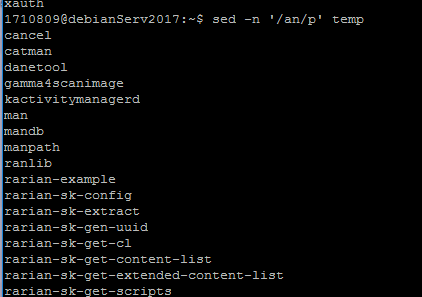 xauth
1710809@debianServ2017:~$ sed -n '/an/p' temp
cancel
catman
danetool
gamma4scanimage
kactivitymanagerd
man
mandb
manpath
ranlib
rarian-example
rarian-sk-config
rarian-sk-extract
rarian-sk-gen-uuid
rarian-sk-get-cl
rarian-sk-get-content-list
rarian-sk-get-extended-content-list
rarian-sk-get-scripts